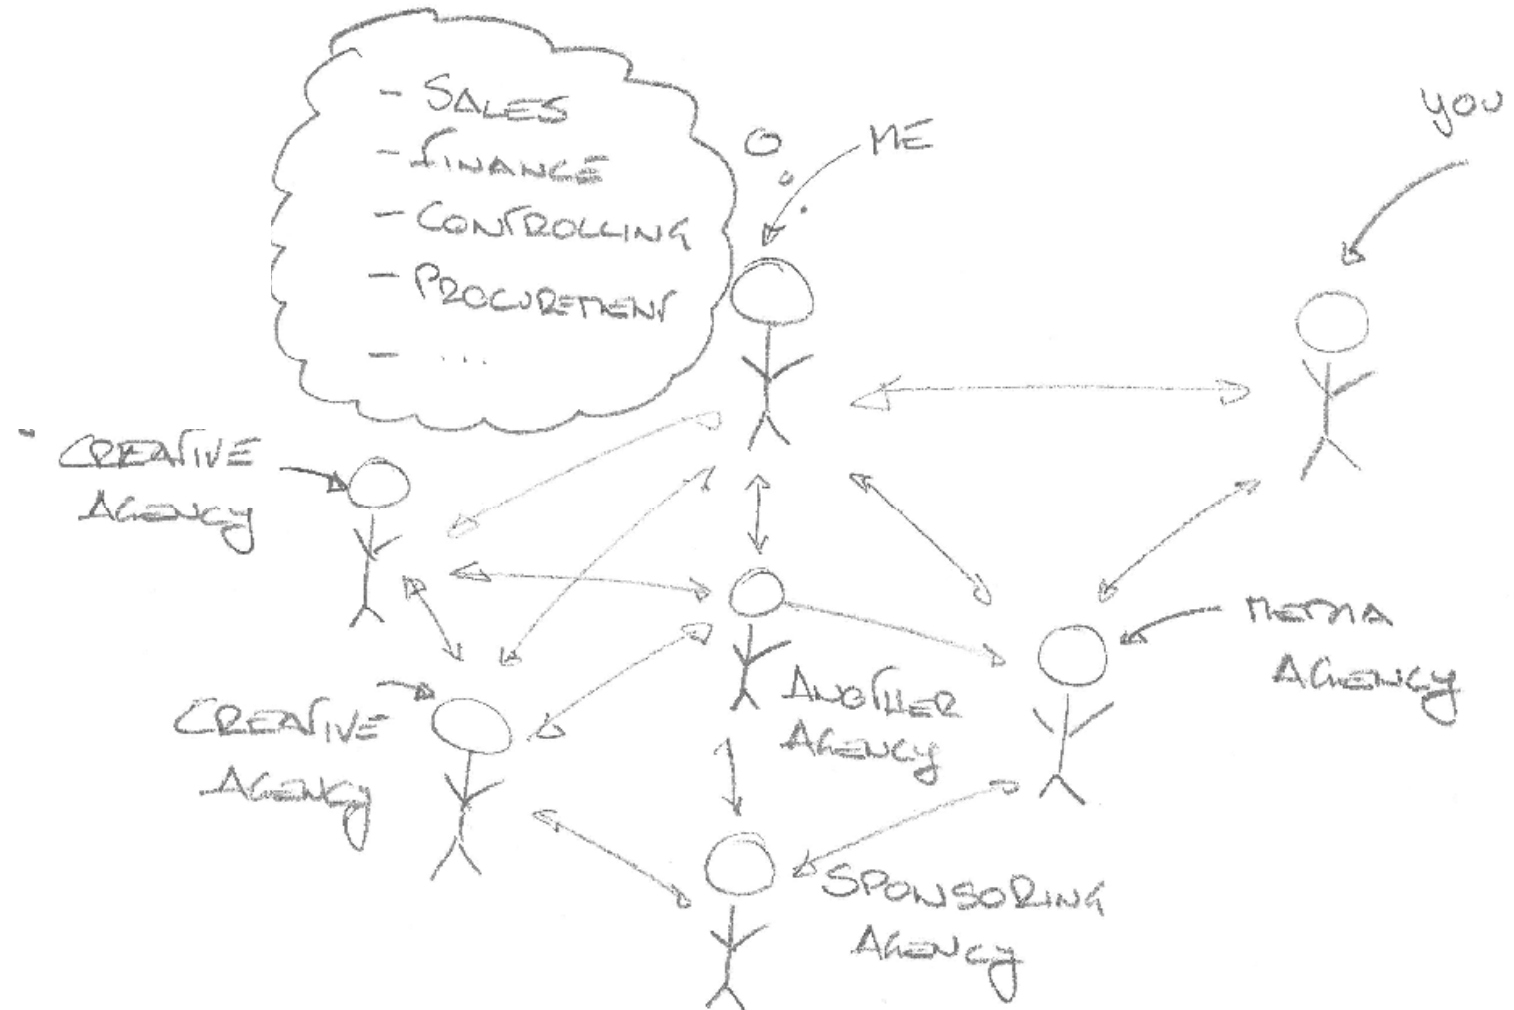 - SALES
- FINANCE
- CONTROLLING
- PROCUREMENT
- ...
ME
YOU
CREATIVE
AGENCY
CREATIVE
AGENCY
ANOTHER
AGENCY
MEDIA
AGENCY
SPONSORING
AGENCY